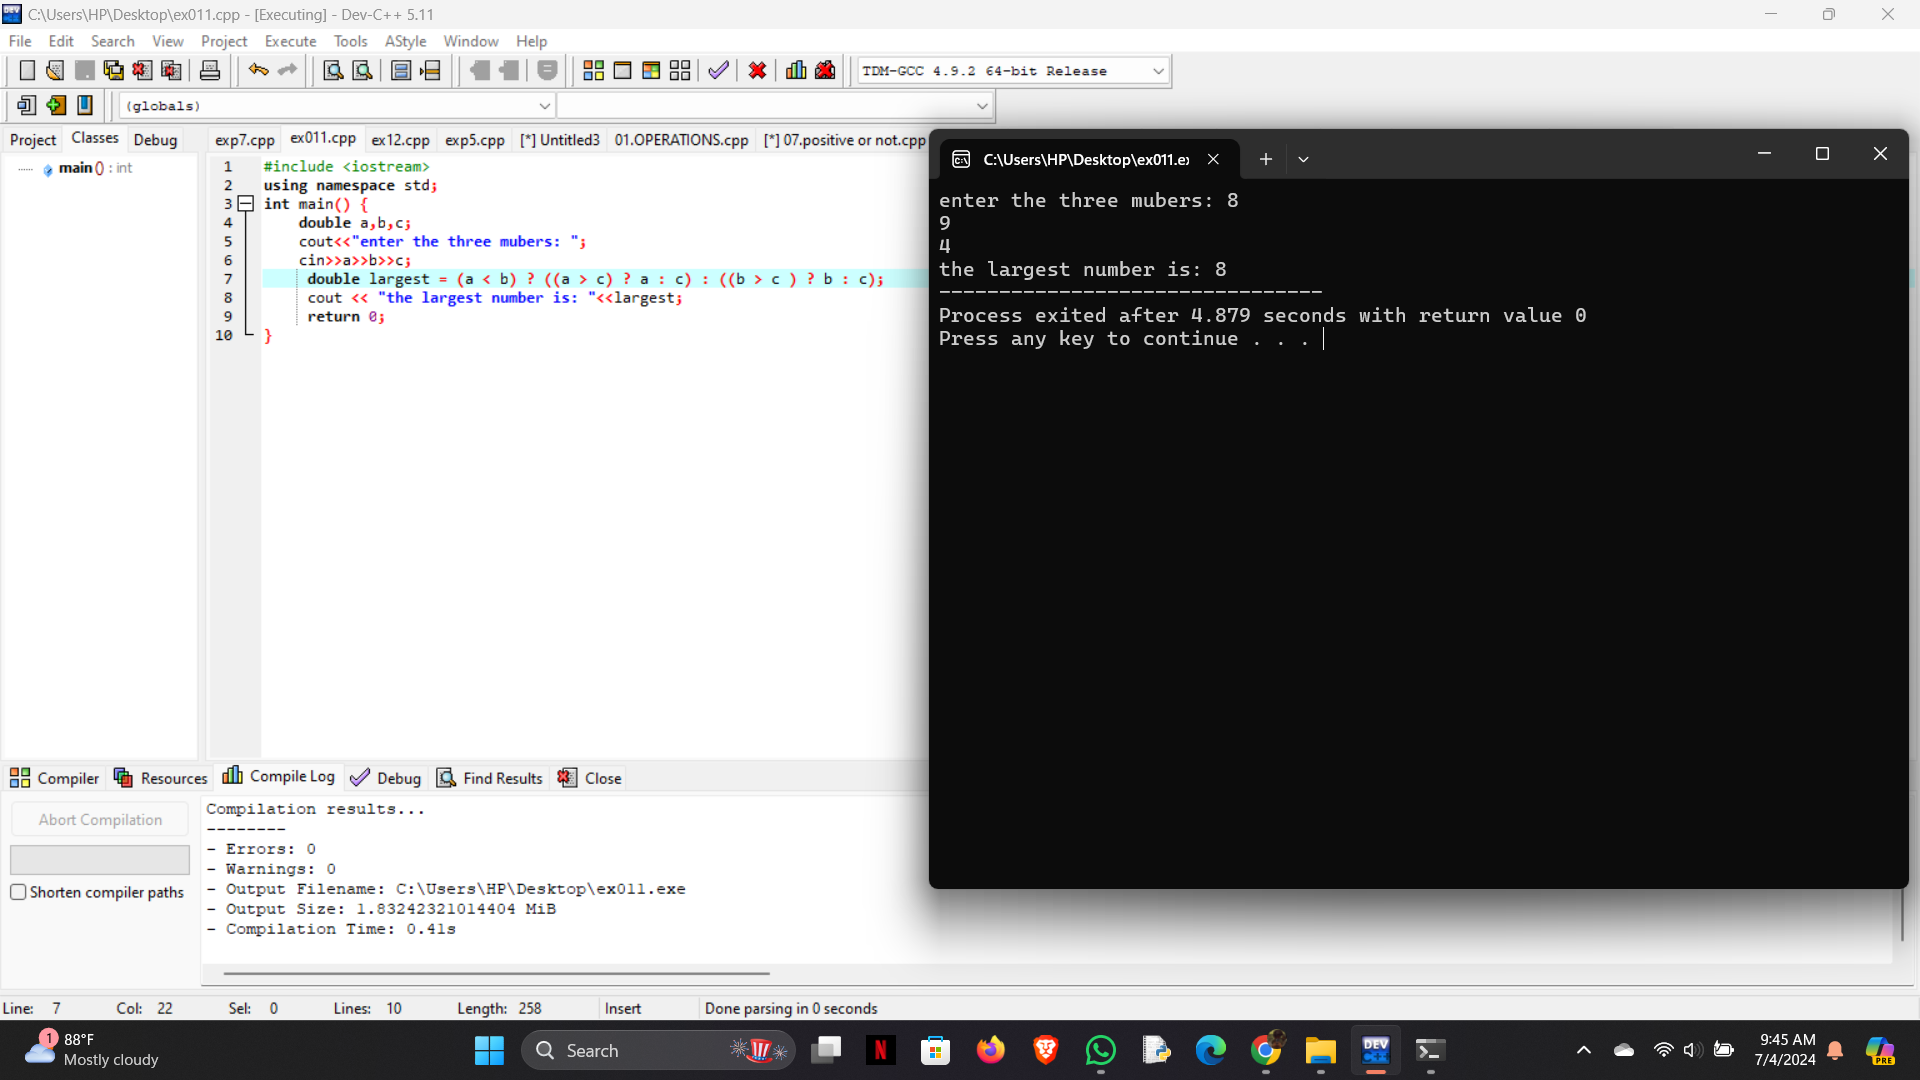 C:\Users\HP\Desktop\ex011.cpp - [Executing] - Dev-C++ 5.11
File Edit Search View Project Execute Tools AStyle Window Help
TDM-GCC 4.9.2 64-bit Release
(globals)
Project Classes Debug
main () : int
exp7.cpp ex011.cpp ex12.cpp exp5.cpp [*] Untitled3 01.OPERATIONS.cpp [*] 07.positive or not.cpp
1 #include <iostream>
2 using namespace std;
3 int main() {
4 double a,b,c;
5 cout<<"enter the three mubers: ";
6 cin>>a>>b>>c;
7 double largest = (a < b) ? ((a > c) ? a : c) : ((b > c ) ? b : c);
8 cout << "the largest number is: "<<largest;
9 return 0;
10 }
C:\Users\HP\Desktop\ex011.ex
enter the three mubers: 8
9
4
the largest number is: 8
--------------------------------
Process exited after 4.879 seconds with return value 0
Press any key to continue . . .
Compiler Resources Compile Log Debug Find Results Close
Abort Compilation
Shorten compiler paths
Compilation results...
--------
- Errors: 0
- Warnings: 0
- Output Filename: C:\Users\HP\Desktop\ex011.exe
- Output Size: 1.83242321014404 MiB
- Compilation Time: 0.41s
Line: 7 Col: 22 Sel: 0 Lines: 10 Length: 258 Insert Done parsing in 0 seconds
1
88°F
Mostly cloudy
Search
N
DEV
C++
PRE
9:45 AM
7/4/2024